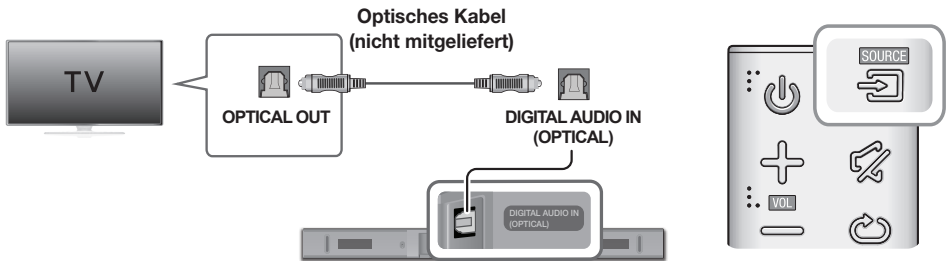 Optisches Kabel
(nicht mitgeliefert)
TV
OPTICAL OUT
DIGITAL AUDIO IN
(OPTICAL)
DIGITAL AUDIO IN
(OPTICAL)
SOURCE
VOL